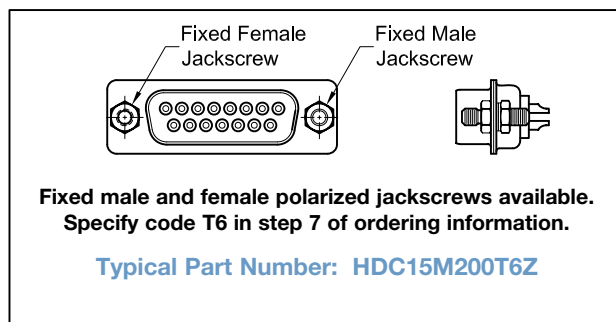 Fixed Female
Jackscrew
Fixed Male
Jackscrew
Fixed male and female polarized jackscrews available.
Specify code T6 in step 7 of ordering information.
Typical Part Number: HDC15M200T6Z